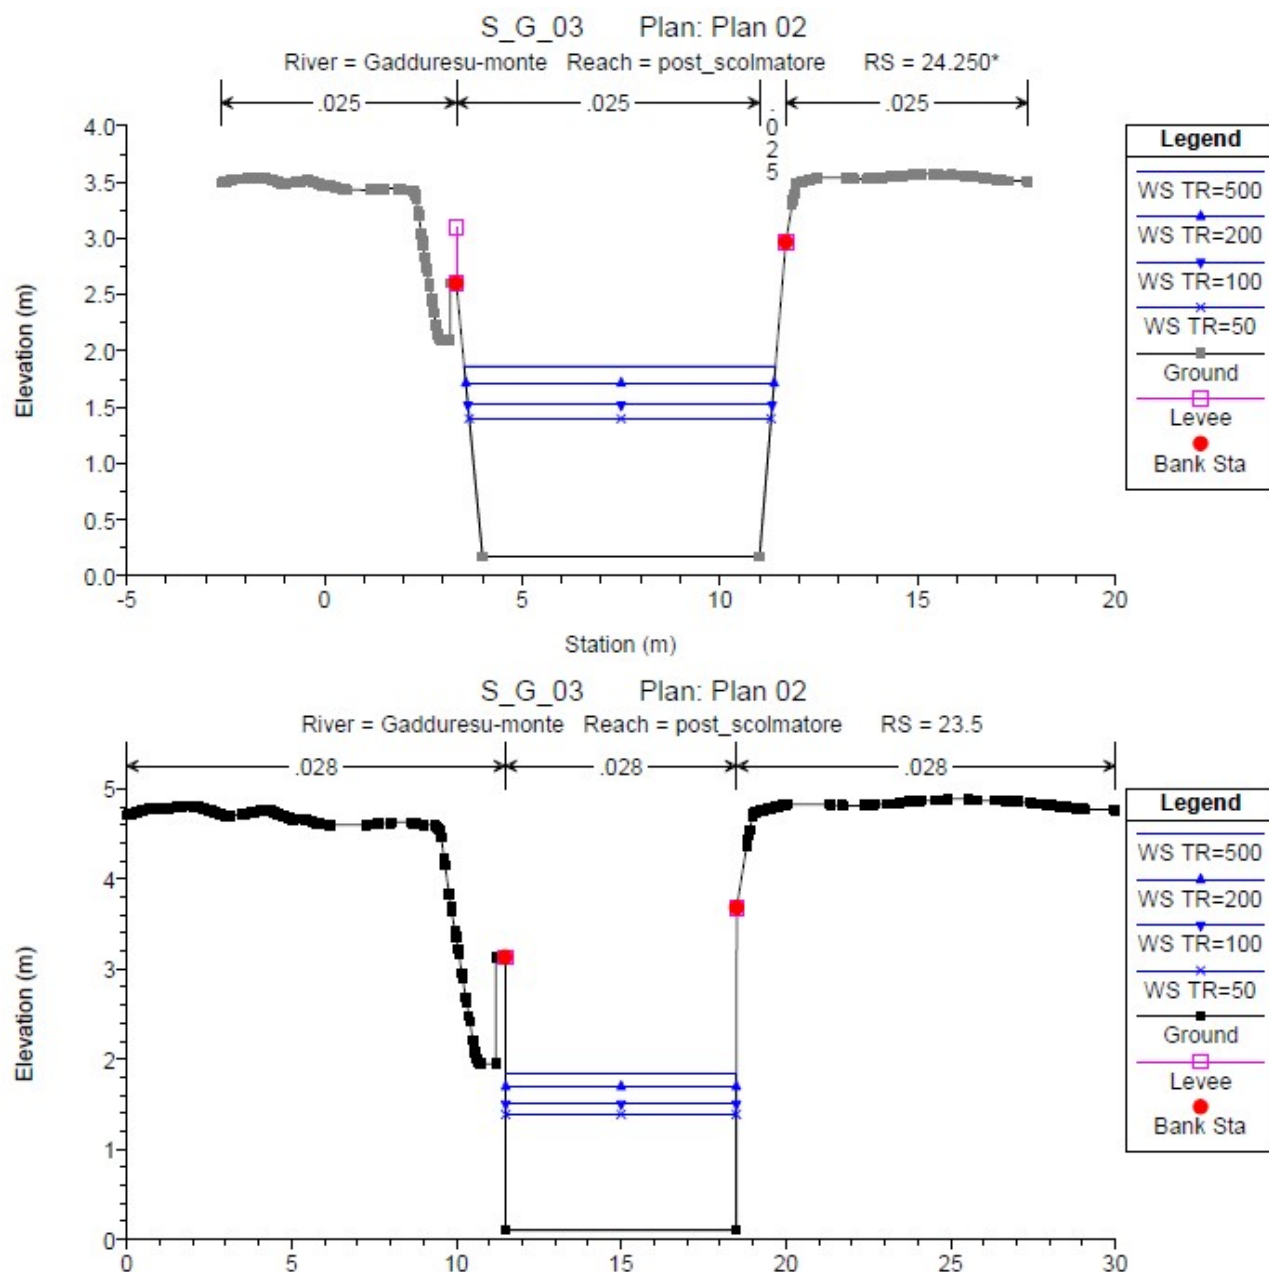 S_G_03 Plan: Plan 02
River = Gadduresu-monte Reach = post_scolmatore RS = 24.250*
.025 .025 .025 .025
4.0
3.5
3.0
2.5
2.0
1.5
1.0
0.5
0.0
Elevation (m)
-5 0 5 10 15 20
Station (m)
Legend
WS TR=500
WS TR=200
WS TR=100
WS TR=50
Ground
Levee
Bank Sta
S_G_03 Plan: Plan 02
River = Gadduresu-monte Reach = post_scolmatore RS = 23.5
.028 .028 .028
5
4
3
2
1
0
Elevation (m)
0 5 10 15 20 25 30
Legend
WS TR=500
WS TR=200
WS TR=100
WS TR=50
Ground
Levee
Bank Sta